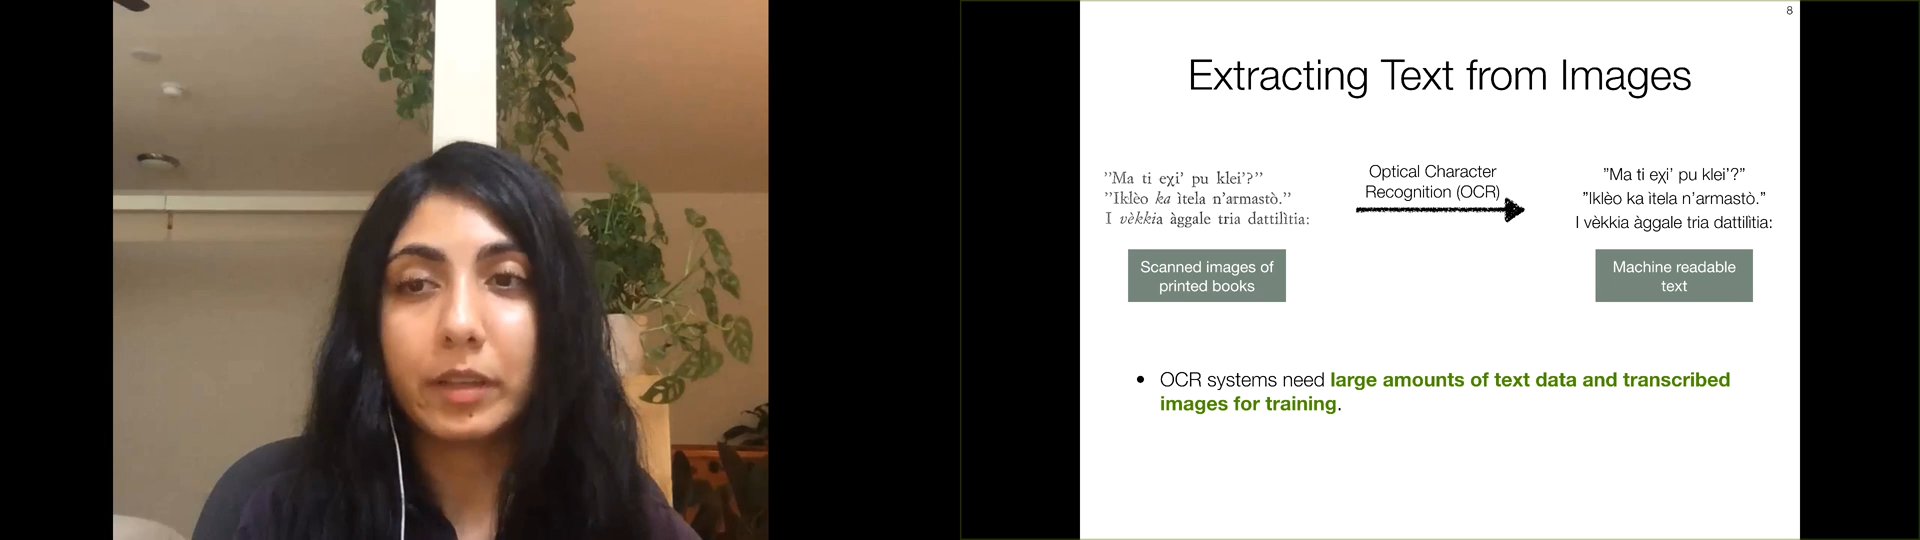 8
Extracting Text from Images
”Ma ti eχi’ pu klei’?”
”Iklèo ka ìtela n’armastò.”
I vèkkia àggale tria dattilìtia:
Scanned images of
printed books
Optical Character
Recognition (OCR)
”Ma ti eχi’ pu klei’?”
”Iklèo ka ìtela n’armastò.”
I vèkkia àggale tria dattilìtia:
Machine readable
text
• OCR systems need large amounts of text data and transcribed
images for training.